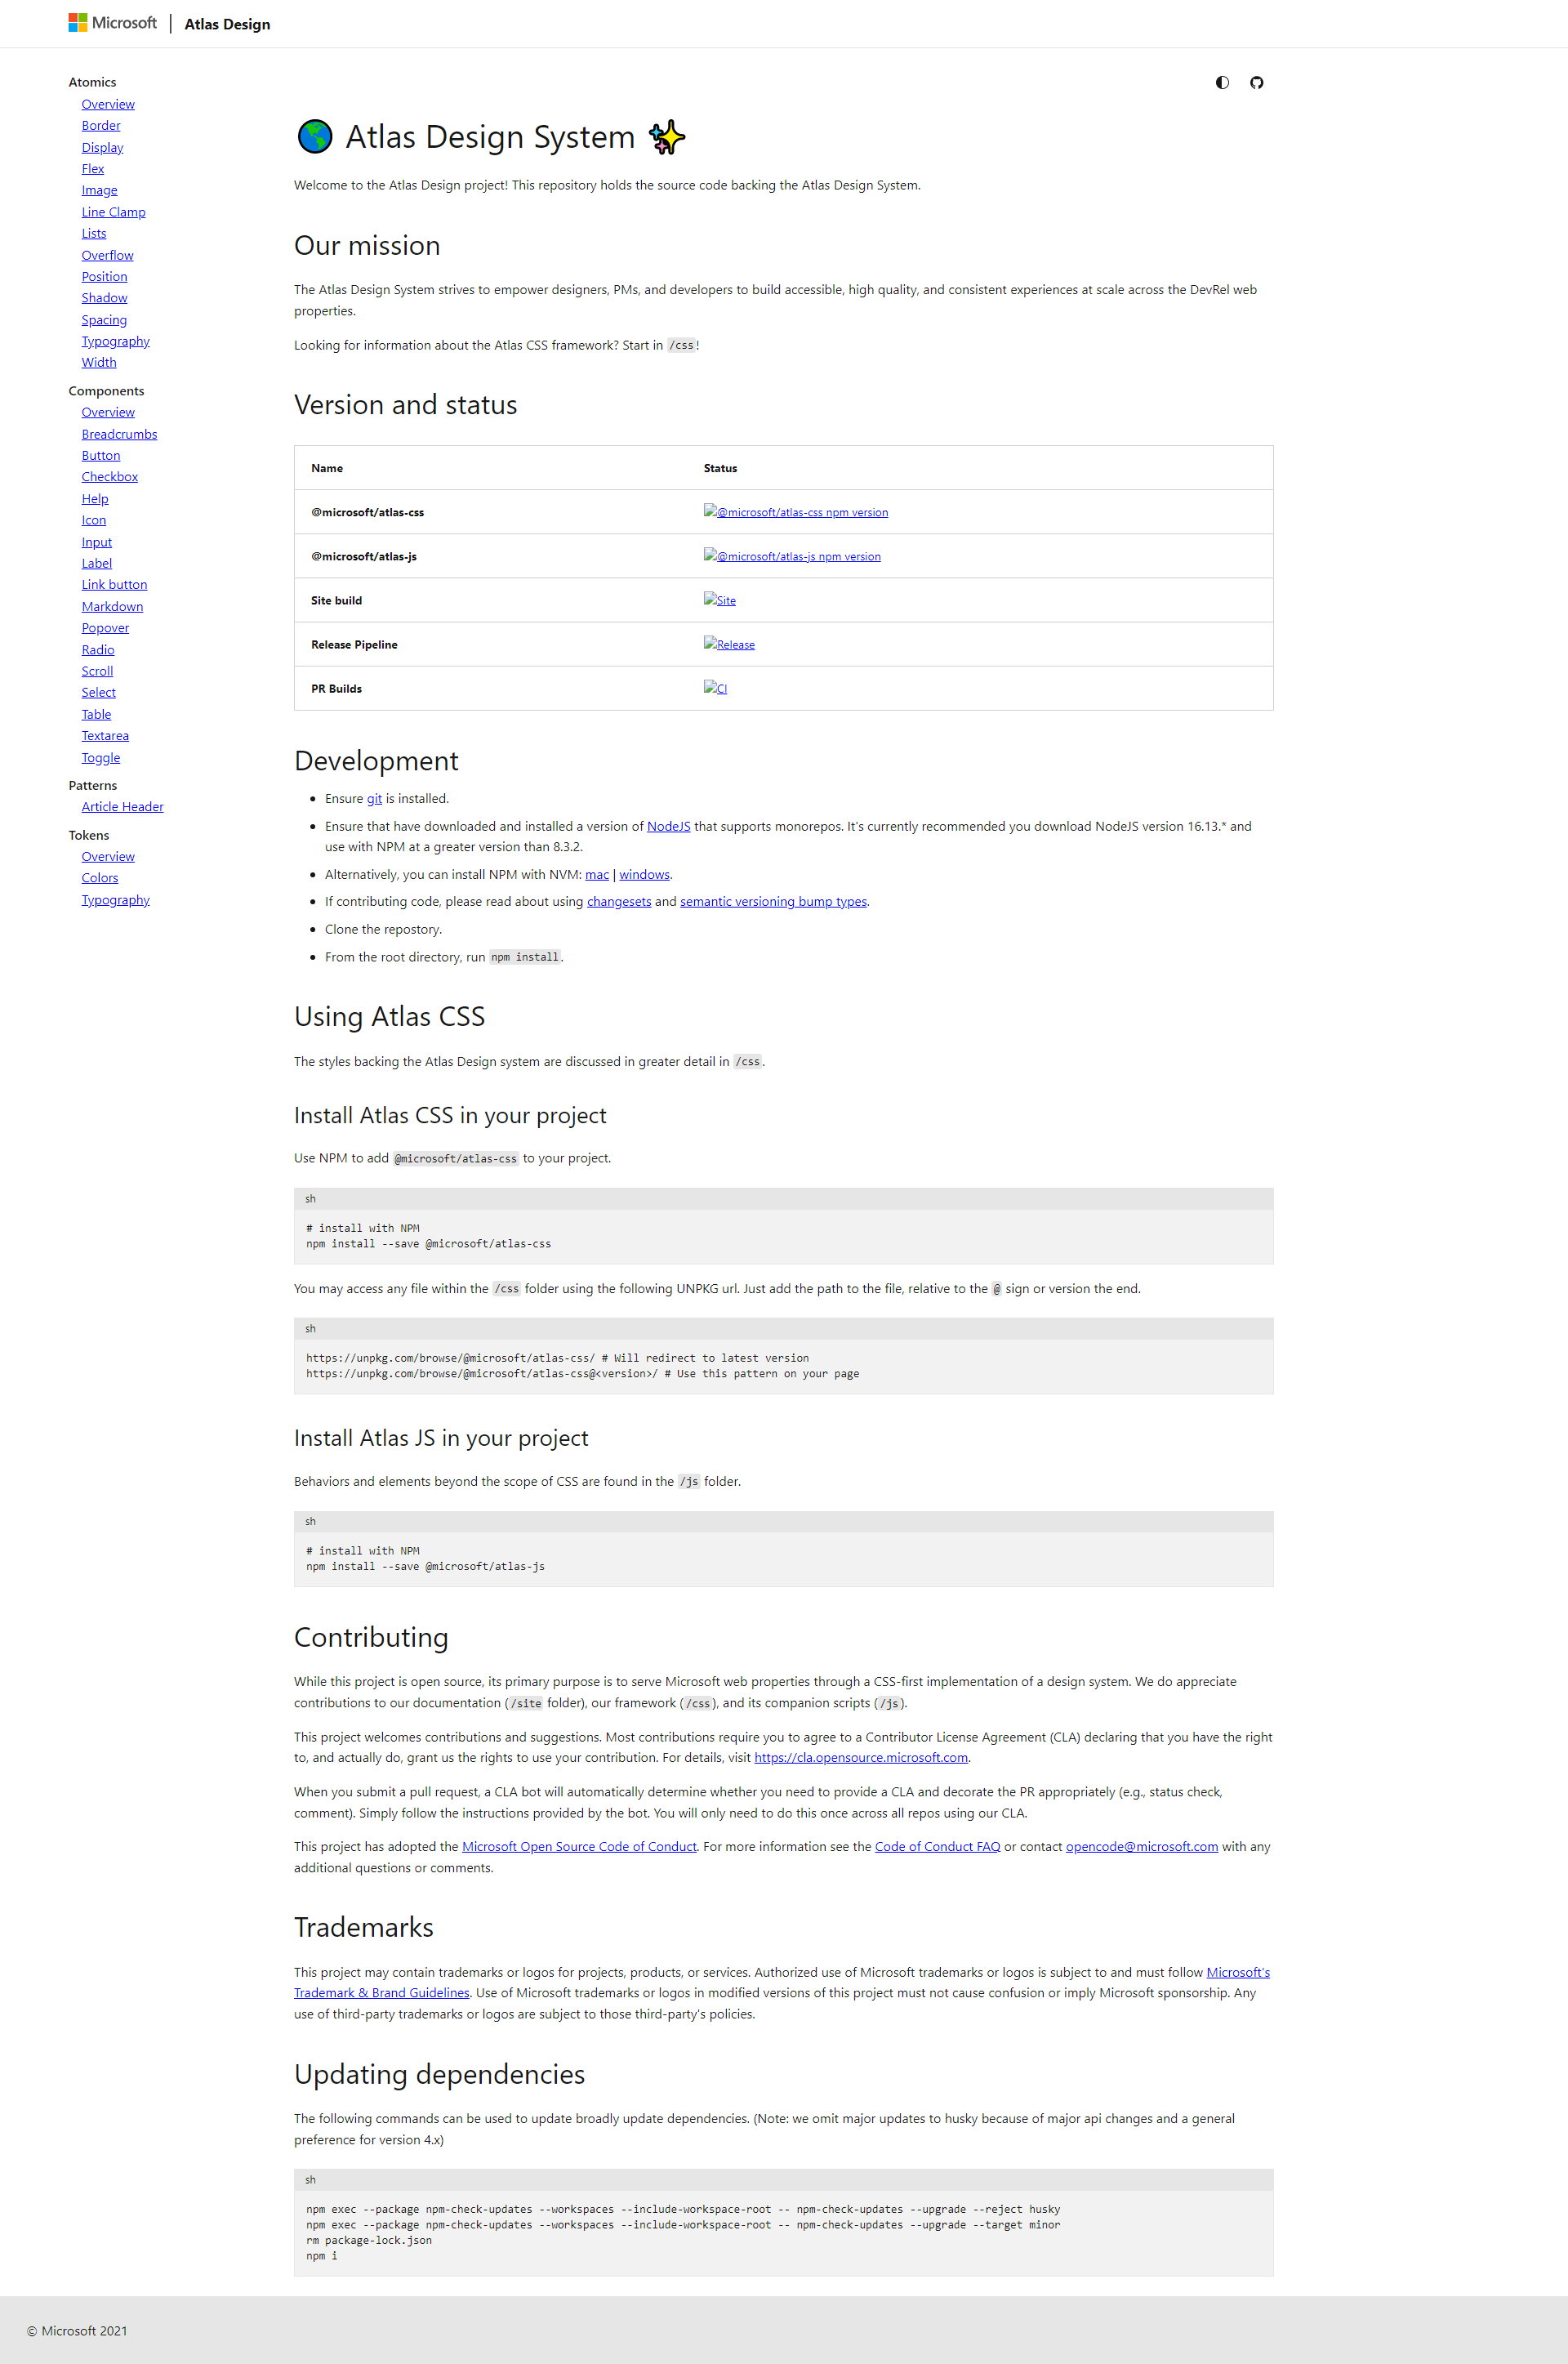 Microsoft | Atlas Design
Atomics
Overview
Border
Display
Flex
Image
Line Clamp
Lists
Overflow
Position
Shadow
Spacing
Typography
Width
Components
Overview
Breadcrumbs
Button
Checkbox
Help
Icon
Input
Label
Link button
Markdown
Popover
Radio
Scroll
Select
Table
Textarea
Toggle
Patterns
Article Header
Tokens
Overview
Colors
Typography
🌎 Atlas Design System ✨
Welcome to the Atlas Design project! This repository holds the source code backing the Atlas Design System.
Our mission
The Atlas Design System strives to empower designers, PMs, and developers to build accessible, high quality, and consistent experiences at scale across the DevRel web
properties.
Looking for information about the Atlas CSS framework? Start in /css!
Version and status
Name Status
@microsoft/atlas-css @microsoft/atlas-css npm version
@microsoft/atlas-js @microsoft/atlas-js npm version
Site build Site
Release Pipeline Release
PR Builds CI
Development
• Ensure git is installed.
• Ensure that have downloaded and installed a version of NodeJS that supports monorepos. It's currently recommended you download NodeJS version 16.13.* and
use with NPM at a greater version than 8.3.2.
• Alternatively, you can install NPM with NVM: mac | windows.
• If contributing code, please read about using changesets and semantic versioning bump types.
• Clone the repostory.
• From the root directory, run npm install.
Using Atlas CSS
The styles backing the Atlas Design system are discussed in greater detail in /css.
Install Atlas CSS in your project
Use NPM to add @microsoft/atlas-css to your project.
sh
# install with NPM
npm install --save @microsoft/atlas-css
You may access any file within the /css folder using the following UNPKG url. Just add the path to the file, relative to the @ sign or version the end.
sh
https://unpkg.com/browse/@microsoft/atlas-css/ # Will redirect to latest version
https://unpkg.com/browse/@microsoft/atlas-css@<version>/ # Use this pattern on your page
Install Atlas JS in your project
Behaviors and elements beyond the scope of CSS are found in the /js folder.
sh
# install with NPM
npm install --save @microsoft/atlas-js
Contributing
While this project is open source, its primary purpose is to serve Microsoft web properties through a CSS-first implementation of a design system. We do appreciate
contributions to our documentation (/site folder), our framework (/css), and its companion scripts (/js).
This project welcomes contributions and suggestions. Most contributions require you to agree to a Contributor License Agreement (CLA) declaring that you have the right
to, and actually do, grant us the rights to use your contribution. For details, visit https://cla.opensource.microsoft.com.
When you submit a pull request, a CLA bot will automatically determine whether you need to provide a CLA and decorate the PR appropriately (e.g., status check,
comment). Simply follow the instructions provided by the bot. You will only need to do this once across all repos using our CLA.
This project has adopted the Microsoft Open Source Code of Conduct. For more information see the Code of Conduct FAQ or contact opencode@microsoft.com with any
additional questions or comments.
Trademarks
This project may contain trademarks or logos for projects, products, or services. Authorized use of Microsoft trademarks or logos is subject to and must follow Microsoft's
Trademark & Brand Guidelines. Use of Microsoft trademarks or logos in modified versions of this project must not cause confusion or imply Microsoft sponsorship. Any
use of third-party trademarks or logos are subject to those third-party's policies.
Updating dependencies
The following commands can be used to update broadly update dependencies. (Note: we omit major updates to husky because of major api changes and a general
preference for version 4.x)
sh
npm exec --package npm-check-updates --workspaces --include-workspace-root -- npm-check-updates --upgrade --reject husky
npm exec --package npm-check-updates --workspaces --include-workspace-root -- npm-check-updates --upgrade --target minor
rm package-lock.json
npm i
© Microsoft 2021